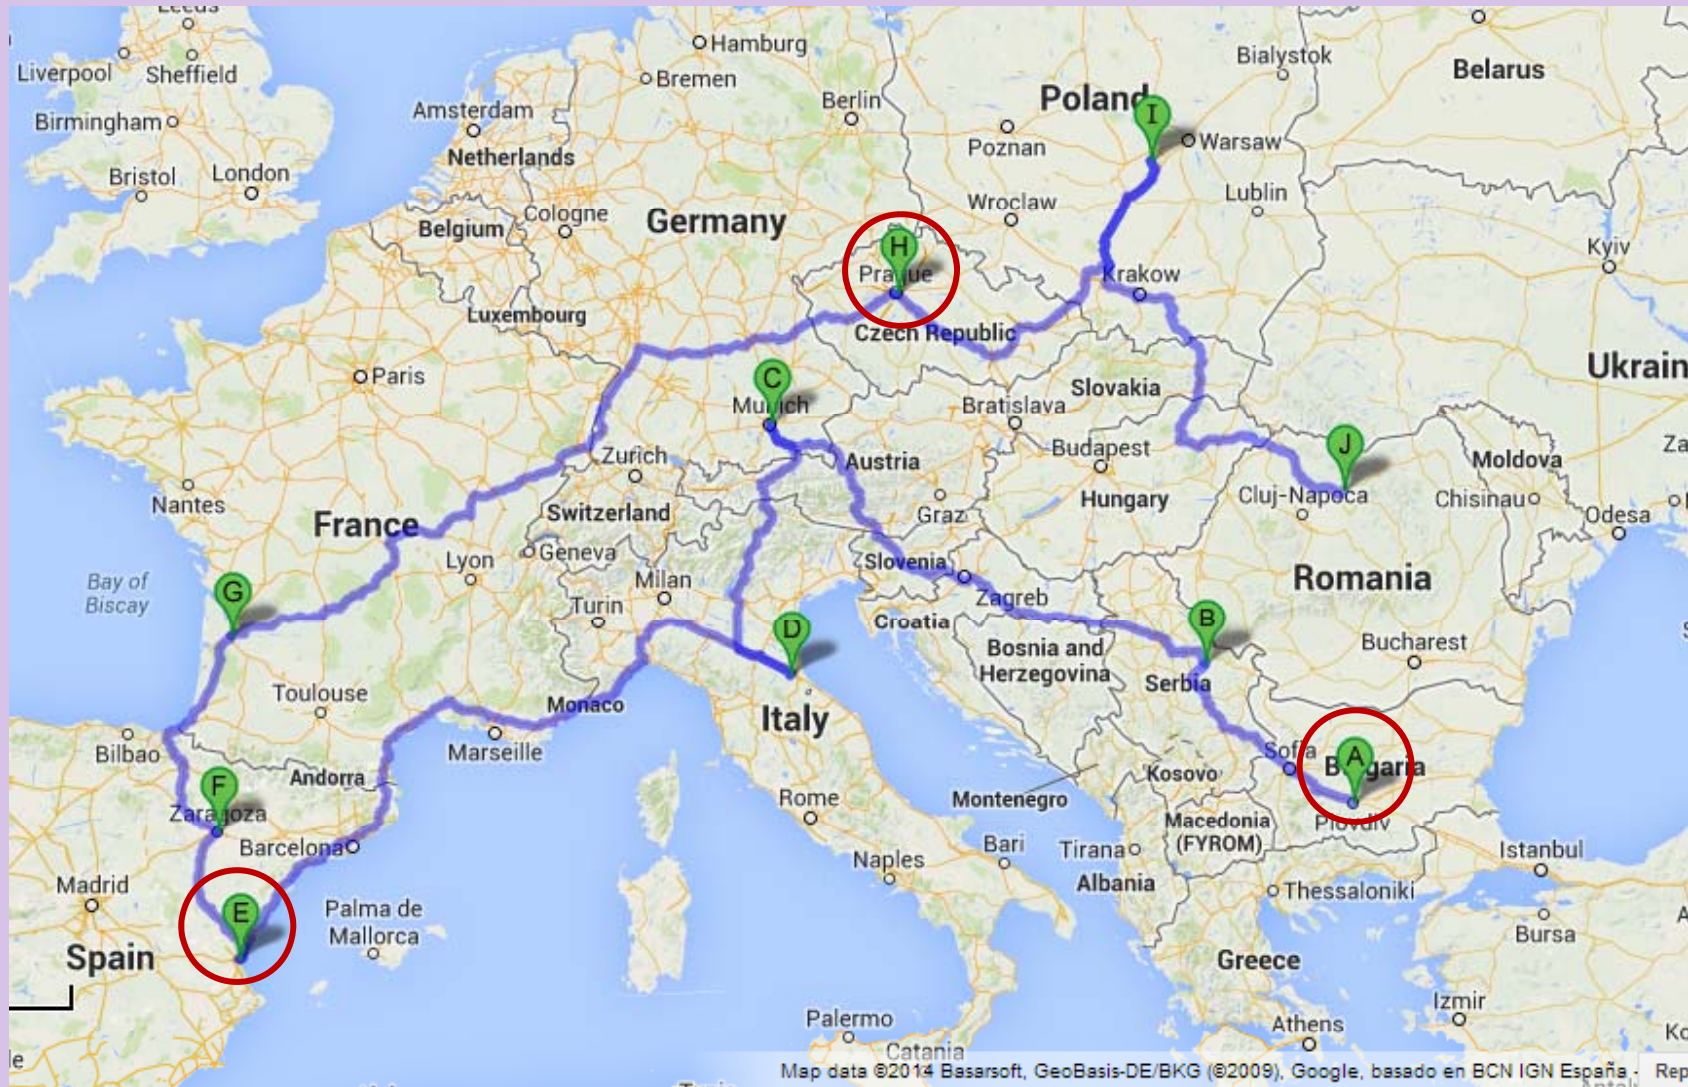 Leeds
Hamburg
Liverpool
Sheffield
Bremen
Bialystok
Belarus
Amsterdam
Berlin
Poland
I
Birmingham
Netherlands
Poznan
Warsaw
Bristol
London
Lublin
Belgium
Cologne
Germany
Wroclaw
Kyiv
H
Prague
Krakow
Luxembourg
Czech Republic
Paris
C
Ukrain
Slovakia
Munich
Bratislava
J
Zurich
Austria
Budapest
Moldova
Za
Nantes
Switzerland
Hungary
Cluj-Napoca
Chisinau
Odesa
France
Graz
Lyon
Geneva
Slovenia
Bay of
Biscay
G
Milan
Romania
Turin
Zagreb
Croatia
D
B
Bosnia and
Herzegovina
Bucharest
Toulouse
Monaco
Serbia
Italy
Bilbao
Marseille
Sofia
A
Bulgaria
Andorra
F
Kosovo
Rome
Montenegro
Zaragoza
Macedonia
(FYROM)
Plovdiv
Barcelona
Bari
Tirana
Istanbul
Naples
Madrid
Albania
Thessaloniki
E
Palma de
Mallorca
Spain
Bursa
Greece
Izmir
Palermo
Athens
Ko
le
Catania
Map data ©2014 Basarsoft, GeoBasis-DE/BKG (©2009), Google, basado en BCN IGN España - Rep